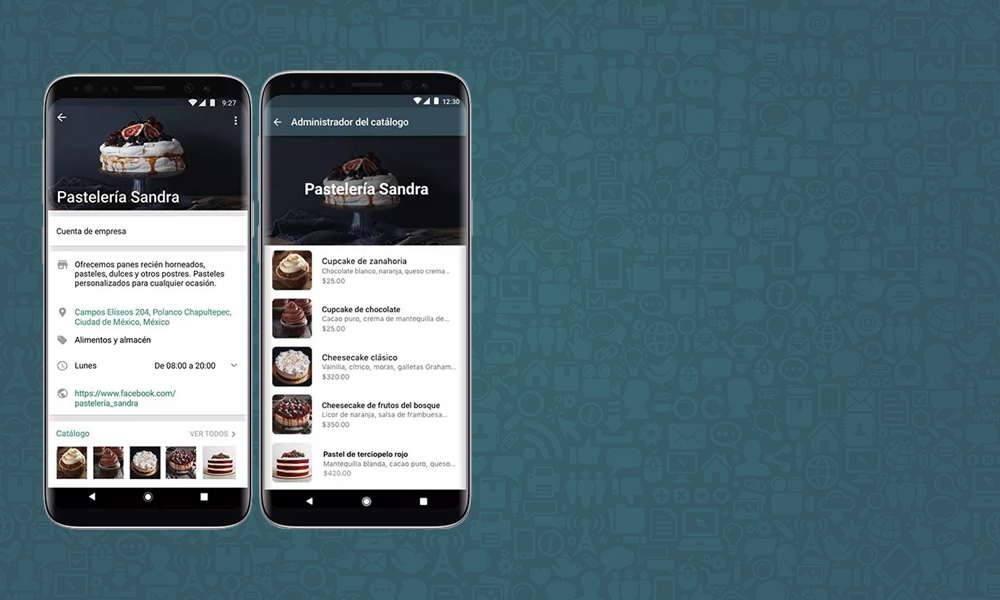 9:27
Pastelería Sandra
Cuenta de empresa
Ofrecemos panes recién horneados,
pasteles, dulces y otros postres. Pasteles
personalizados para cualquier ocasión.
Campos Elíseos 204, Polanco Chapultepec,
Ciudad de México, México
Alimentos y almacén
Lunes De 08:00 a 20:00
https://www.facebook.com/
pastelería_sandra
Catálogo VER TODOS
12:30
Administrador del catálogo
Pastelería Sandra
Cupcake de zanahoria
Chocolate blanco, naranja, queso crema...
$25.00
Cupcake de chocolate
Cacao puro, crema de mantequilla de...
$25.00
Cheesecake clásico
Vainilla, cítrico, moras, galletas Graham...
$320.00
Cheesecake de frutos del bosque
Licor de naranja, salsa de frambuesa...
$350.00
Pastel de terciopelo rojo
Mantequilla blanda, cacao puro, queso...
$420.00